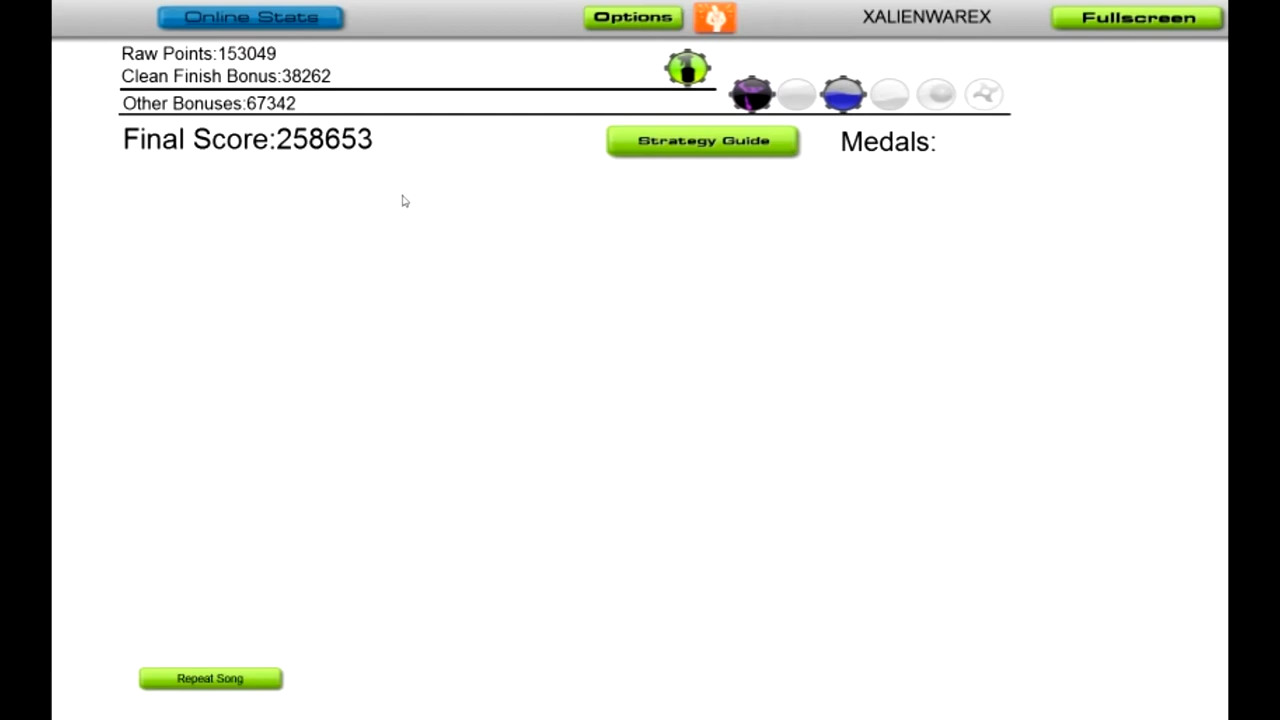 Online Stats
Options
XALIENWAREX
Fullscreen
Raw Points:153049
Clean Finish Bonus:38262
Other Bonuses:67342
Final Score:258653
Strategy Guide
Medals:
Repeat Song